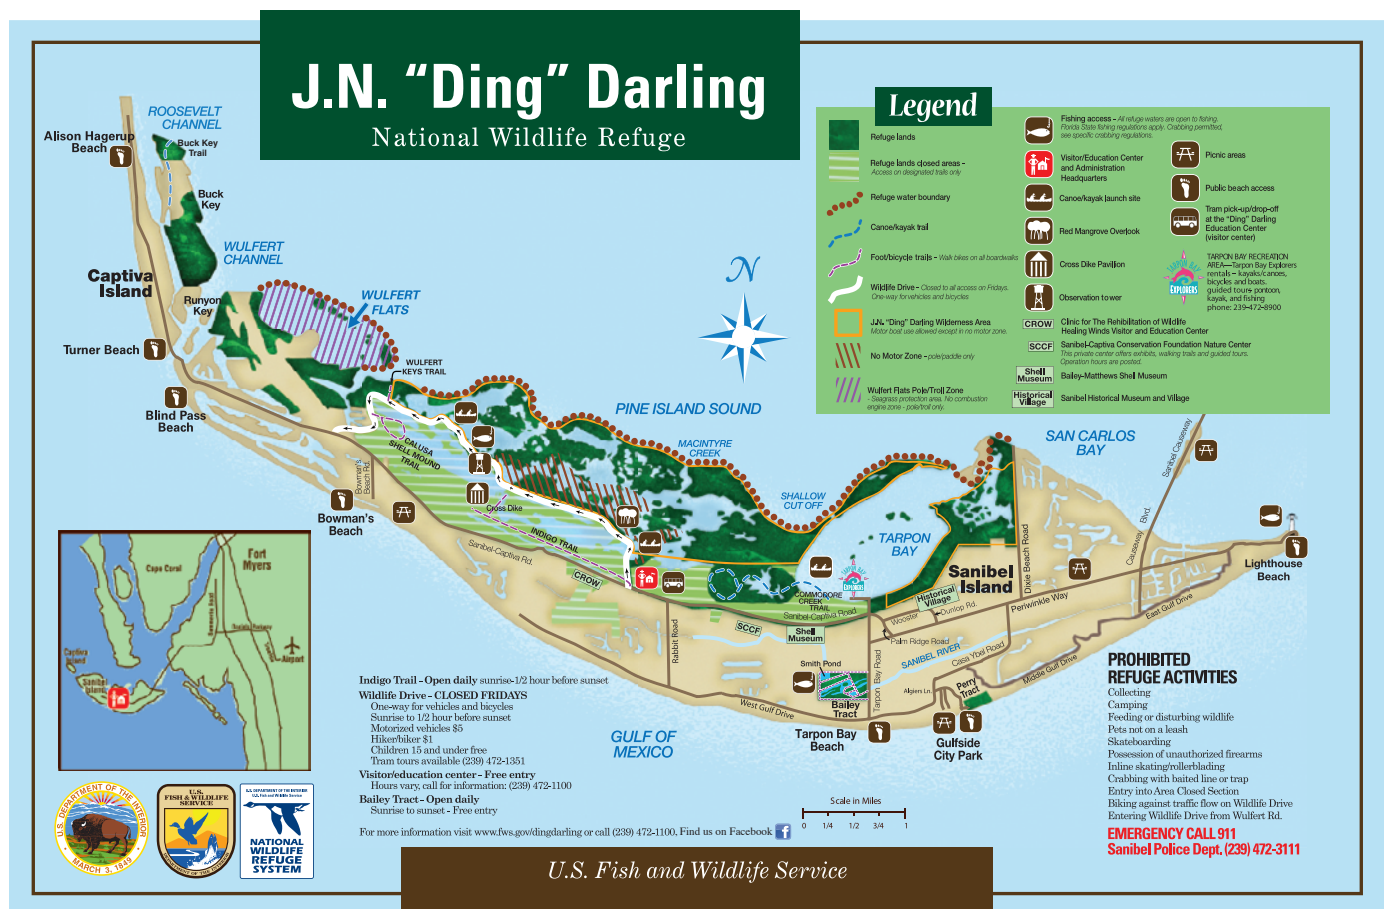 J.N. “Ding” Darling
National Wildlife Refuge
Legend
Refuge lands
Refuge lands closed areas –
Access on designated trails only
Refuge water boundary
Canoe/kayak trail
Foot/bicycle trails – Walk bikes on all boardwalks
Wildlife Drive – Closed to all access on Fridays.
One-way for vehicles and bicycles
J.N. “Ding” Darling Wilderness Area
Motor boat use allowed except in no motor zone.
No Motor Zone – pole/paddle only
Wulfert Flats Pole/Troll Zone
- Seagrass protection area. No combustion
engine zone - pole/troll only.
Fishing access – All refuge waters are open to fishing.
Florida State fishing regulations apply. Crabbing permitted,
see specific crabbing regulations.
Visitor/Education Center
and Administration
Headquarters
Canoe/kayak launch site
Red Mangrove Overlook
Cross Dike Pavilion
Observation tower
CROW
Clinic for The Rehibilitation of Wildlife
Healing Winds Visitor and Education Center
SCCF
Sanibel-Captiva Conservation Foundation Nature Center
This private center offers exhibits, walking trails and guided tours.
Operation hours are posted.
Shell
Museum
Bailey-Matthews Shell Museum
Historical
Village
Sanibel Historical Museum and Village
Picnic areas
Public beach access
Tram pick-up/drop-off
at the “Ding” Darling
Education Center
(visitor center)
TARPON BAY
EXPLORERS
TARPON BAY RECREATION
AREA—Tarpon Bay Explorers
rentals – kayaks/canoes,
bicycles and boats.
guided tours- pontoon,
kayak, and fishing
phone: 239-472-8900
ROOSEVELT
CHANNEL
Alison Hagerup
Beach
Buck Key
Trail
Buck
Key
WULFERT
CHANNEL
Captiva
Island
Runyon
Key
WULFERT
FLATS
Turner Beach
WULFERT
KEYS TRAIL
Blind Pass
Beach
N
PINE ISLAND SOUND
MACINTYRE
CREEK
SHALLOW
CUT OFF
SAN CARLOS
BAY
Sanibel Causeway
CALUSA
SHELL MOUND
TRAIL
Bowman's
Beach Rd.
Bowman's
Beach
Cross Dike
INDIGO TRAIL
Sanibel-Captiva Rd.
CROW
TARPON
BAY
TARPON BAY
EXPLORERS
COMMODORE
CREEK
TRAIL
Sanibel-Captiva Road
Sanibel
Island
Dixie Beach Road
Causeway Blvd.
Lighthouse
Beach
Historical
Village
Dunlop Rd.
Wooster
Periwinkle Way
East Gulf Drive
Palm Ridge Road
SANIBEL RIVER
Casa Ybel Road
Middle Gulf Drive
Rabbit Road
SCCF
Shell
Museum
Smith Pond
Bailey
Tract
Tarpon Bay Road
Algiers Ln.
Perry
Tract
West Gulf Drive
Tarpon Bay
Beach
Gulfside
City Park
GULF OF
MEXICO
Cape Coral
Fort
Myers
Airport
Captiva
Island
Sanibel
Island
Indigo Trail – Open daily sunrise-1/2 hour before sunset
Wildlife Drive – CLOSED FRIDAYS
One-way for vehicles and bicycles
Sunrise to 1/2 hour before sunset
Motorized vehicles $5
Hiker/biker $1
Children 15 and under free
Tram tours available (239) 472-1351
Visitor/education center – Free entry
Hours vary, call for information: (239) 472-1100
Bailey Tract – Open daily
Sunrise to sunset - Free entry
For more information visit www.fws.gov/dingdarling or call (239) 472-1100, Find us on Facebook
Scale in Miles
0 1/4 1/2 3/4 1
PROHIBITED
REFUGE ACTIVITIES
Collecting
Camping
Feeding or disturbing wildlife
Pets not on a leash
Skateboarding
Possession of unauthorized firearms
Inline skating/rollerblading
Crabbing with baited line or trap
Entry into Area Closed Section
Biking against traffic flow on Wildlife Drive
Entering Wildlife Drive from Wulfert Rd.
EMERGENCY CALL 911
Sanibel Police Dept. (239) 472-3111
U.S. DEPARTMENT OF THE INTERIOR
MARCH 3, 1849
U.S.
FISH & WILDLIFE
SERVICE
DEPARTMENT OF THE INTERIOR
U.S. DEPARTMENT OF THE INTERIOR
U.S. Fish and Wildlife Service
NATIONAL
WILDLIFE
REFUGE
SYSTEM
U.S. Fish and Wildlife Service